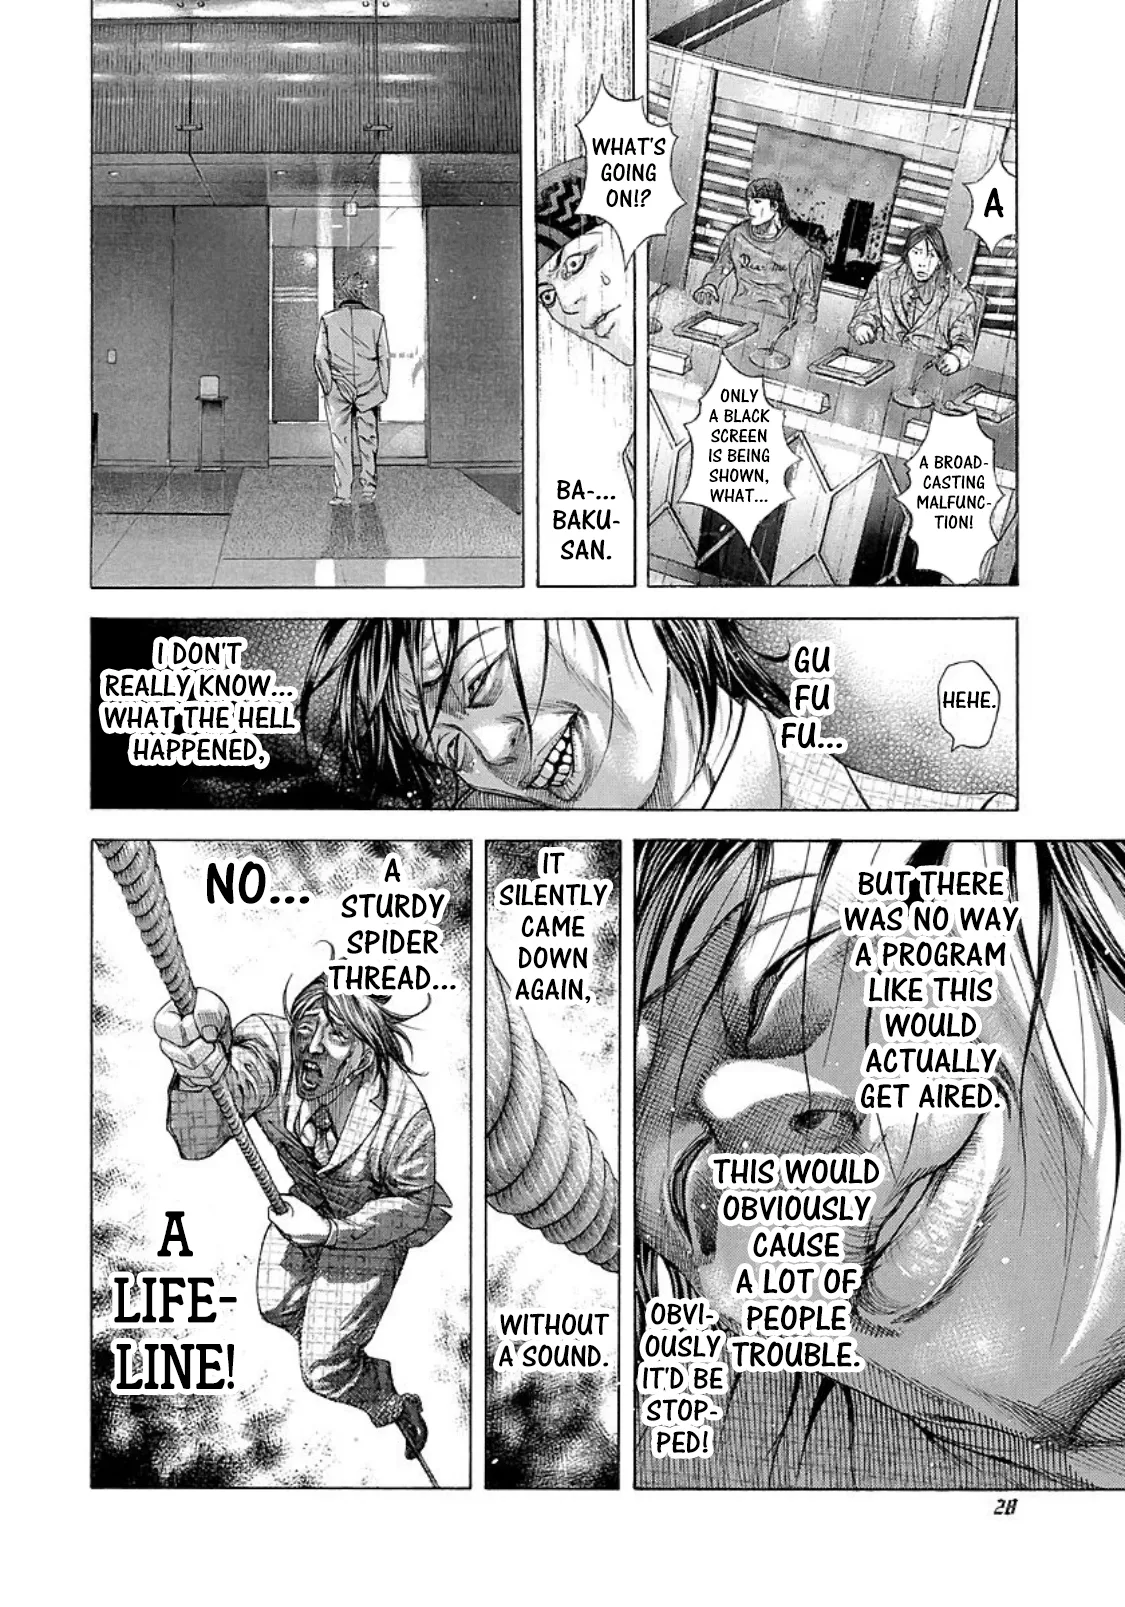 A
A BROAD-
CASTING
MALFUNC-
TION!
ONLY
A BLACK
SCREEN
IS BEING
SHOWN,
WHAT...
WHAT'S
GOING
ON!?
BA-...
BAKU-
SAN.
HEHE.
GU
FU
FU...
I DON'T
REALLY KNOW...
WHAT THE HELL
HAPPENED,
BUT THERE
WAS NO WAY
A PROGRAM
LIKE THIS
WOULD
ACTUALLY
GET AIRED.
THIS WOULD
OBVIOUSLY
CAUSE
A LOT OF
PEOPLE
TROUBLE.
OBVI-
OUSLY
IT'D BE
STOP-
PED!
IT
SILENTLY
CAME
DOWN
AGAIN,
WITHOUT
A SOUND.
A
STURDY
SPIDER
THREAD...
NO...
A
LIFE-
LINE!
28